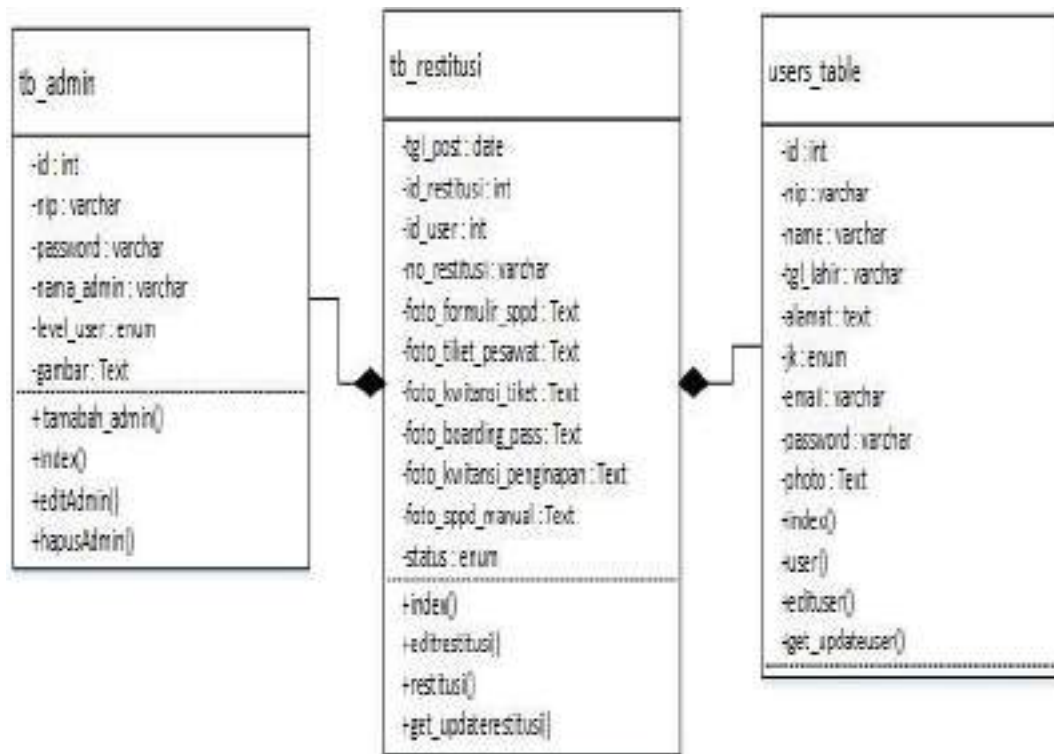 tb_admin
-id : int
-nip : varchar
-password : varchar
-nama_admin : varchar
-level_user : enum
-gambar : Text
+tamabah_admin()
+index()
+editAdmin()
+hapusAdmin()
tb_restitusi
-tgl_post : date
-id_restitusi : int
-id_user : int
-no_restitusi : varchar
-foto_formulir_sppd : Text
-foto_tiket_pesawat : Text
-foto_kwitansi_tiket : Text
-foto_boarding_pass : Text
-foto_kwitansi_penginapan : Text
-foto_sppd_manual : Text
-status : enum
+index()
+editrestitusi()
+restitusi()
+get_updaterestitusi()
users_table
-id : int
-nip : varchar
-name : varchar
-tgl_lahir : varchar
-alamat : text
-jk : enum
-email : varchar
-password : varchar
-photo : Text
+index()
+user()
+edituser()
+get_updateuser()